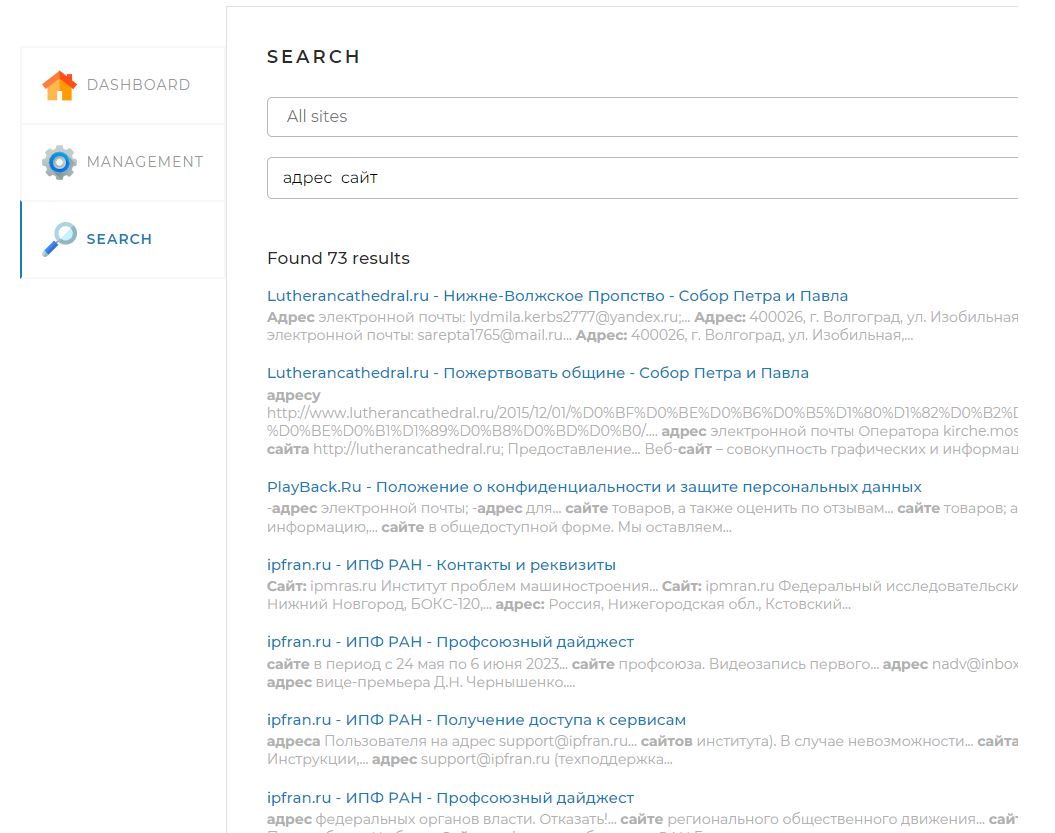 SEARCH
DASHBOARD
All sites
MANAGEMENT
адрес  сайт
SEARCH
Found 73 results
Lutherancathedral.ru - Нижне-Волжское Пропство - Собор Петра и Павла
Адрес электронной почты: lydmila.kerbs2777@yandex.ru;... Адрес: 400026, г. Волгоград, ул. Изобильная
электронной почты: sarepta1765@mail.ru... Адрес: 400026, г. Волгоград, ул. Изобильная,...
Lutherancathedral.ru - Пожертвовать общине - Собор Петра и Павла
адресу
http://www.lutherancathedral.ru/2015/12/01/%D0%BF%D0%BE%D0%B6%D0%B5%D1%80%D1%82%D0%B2%D
%D0%BE%D0%B1%D1%89%D0%B8%D0%BD%D0%B0/.... адрес электронной почты Оператора kirche.mos
сайта http://lutherancathedral.ru; Предоставление... Веб-сайт – совокупность графических и информац
PlayBack.Ru - Положение о конфиденциальности и защите персональных данных
-адрес электронной почты; -адрес для... сайте товаров, а также оценить по отзывам... сайте товаров; а
информацию,... сайте в общедоступной форме. Мы оставляем...
ipfran.ru - ИПФ РАН - Контакты и реквизиты
Сайт: ipmras.ru Институт проблем машиностроения... Сайт: ipmran.ru Федеральный исследовательски
Нижний Новгород, БОКС-120,... адрес: Россия, Нижегородская обл., Кстовский...
ipfran.ru - ИПФ РАН - Профсоюзный дайджест
сайте в период с 24 мая по 6 июня 2023... сайте профсоюза. Видеозапись первого... адрес nadv@inbox
адрес вице-премьера Д.Н. Чернышенко....
ipfran.ru - ИПФ РАН - Получение доступа к сервисам
адреса Пользователя на адрес support@ipfran.ru... сайтов института). В случае невозможности... сайта
Инструкции,... адрес support@ipfran.ru (техподдержка...
ipfran.ru - ИПФ РАН - Профсоюзный дайджест
адрес федеральных органов власти. Отказать!... сайте регионального общественного движения... сайт